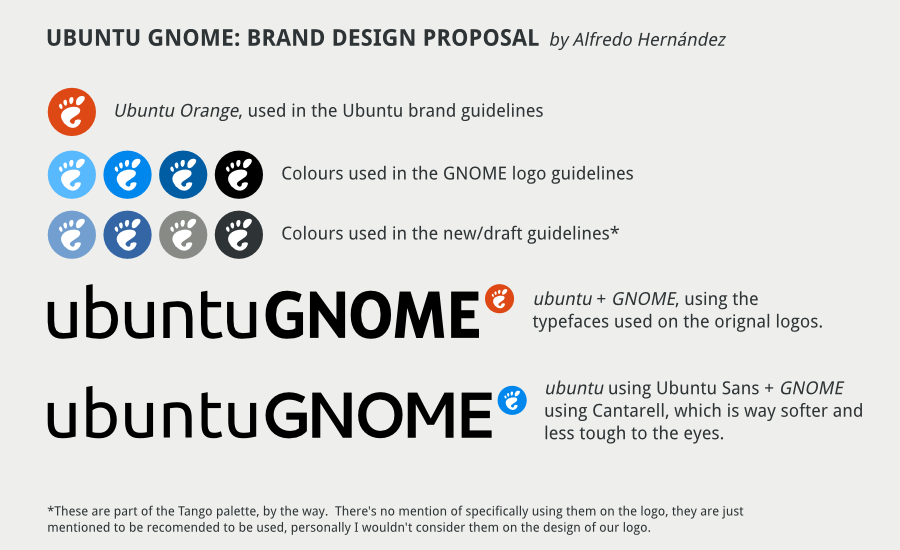 UBUNTU GNOME: BRAND DESIGN PROPOSAL by Alfredo Hernández
Ubuntu Orange, used in the Ubuntu brand guidelines
Colours used in the GNOME logo guidelines
Colours used in the new/draft guidelines*
ubuntuGNOME
ubuntu + GNOME, using the
typefaces used on the orignal logos.
ubuntuGNOME
ubuntu using Ubuntu Sans + GNOME
using Cantarell, which is way softer and
less tough to the eyes.
*These are part of the Tango palette, by the way. There's no mention of specifically using them on the logo, they are just
mentioned to be recomended to be used, personally I wouldn't consider them on the design of our logo.